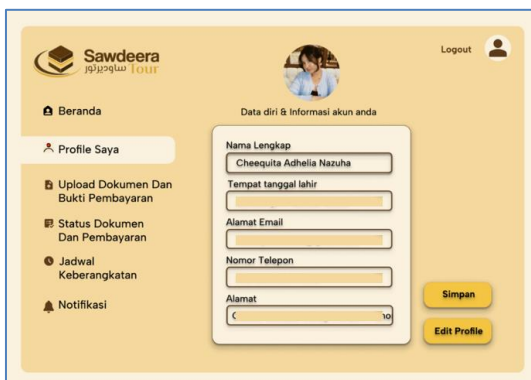 Sawdeera
ساوديرتور Tour
Logout
Beranda
Profile Saya
Upload Dokumen Dan
Bukti Pembayaran
Status Dokumen
Dan Pembayaran
Jadwal
Keberangkatan
Notifikasi
Data diri & Informasi akun anda
Nama Lengkap
Cheequita Adhelia Nazuha
Tempat tanggal lahir
Alamat Email
Nomor Telepon
Alamat
Simpan
Edit Profile